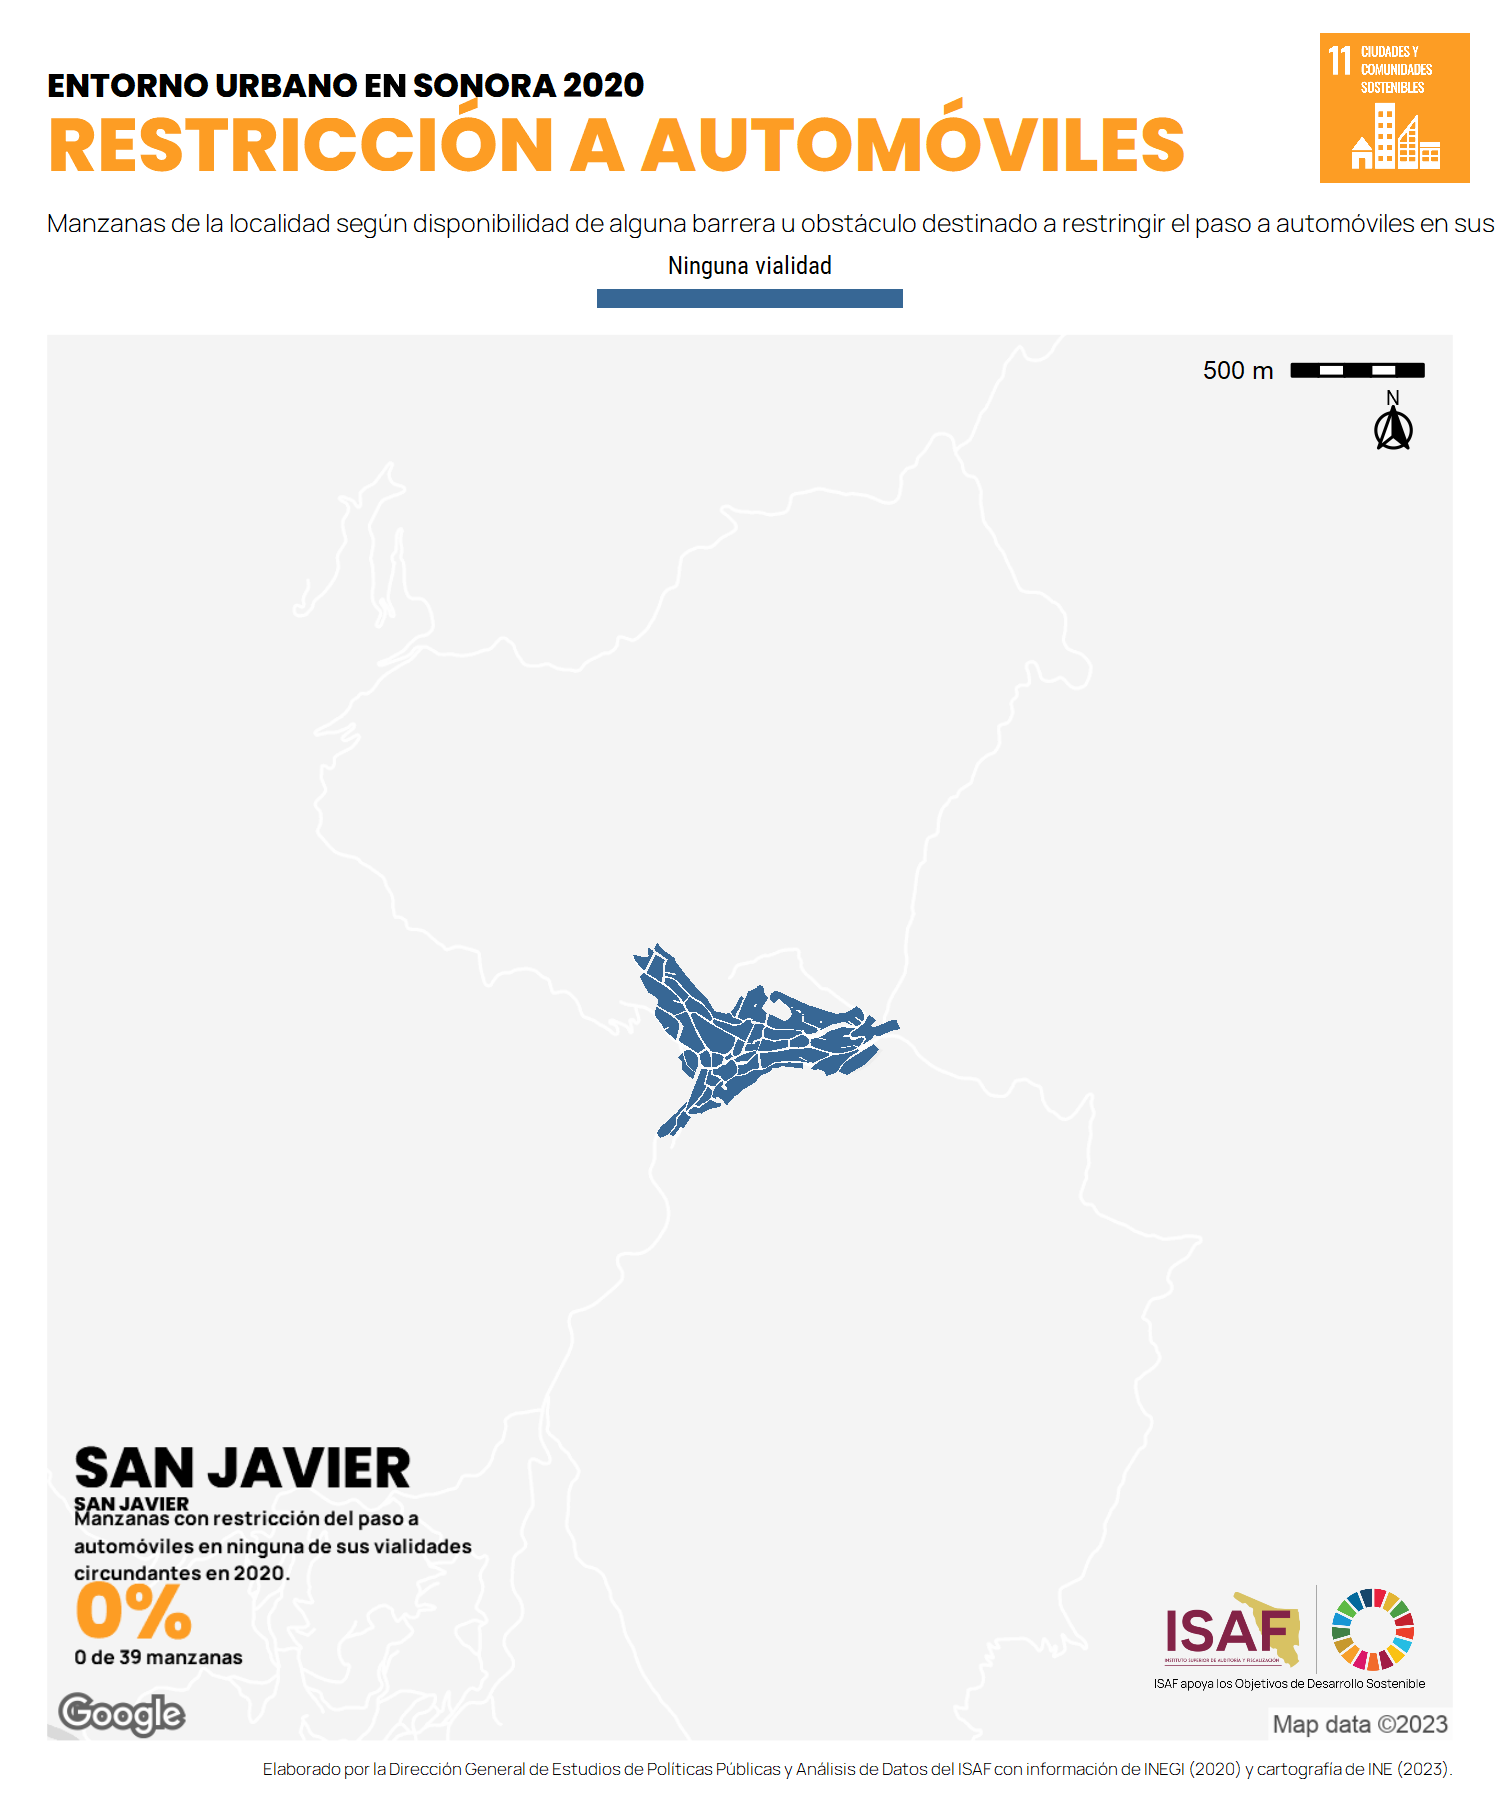 ENTORNO URBANO EN SONORA 2020
RESTRICCIÓN A AUTOMÓVILES
11 CIUDADES Y
COMUNIDADES
SOSTENIBLES
Manzanas de la localidad según disponibilidad de alguna barrera u obstáculo destinado a restringir el paso a automóviles en sus
Ninguna vialidad
500 m
N
SAN JAVIER
SAN JAVIER
Manzanas con restricción del paso a
automóviles en ninguna de sus vialidades
circundantes en 2020.
0%
0 de 39 manzanas
ISAF
INSTITUTO SUPERIOR DE AUDITORÍA Y FISCALIZACIÓN
ISAF apoya los Objetivos de Desarrollo Sostenible
Google
Map data ©2023
Elaborado por la Dirección General de Estudios de Políticas Públicas y Análisis de Datos del ISAF con información de INEGI (2020) y cartografía de INE (2023).